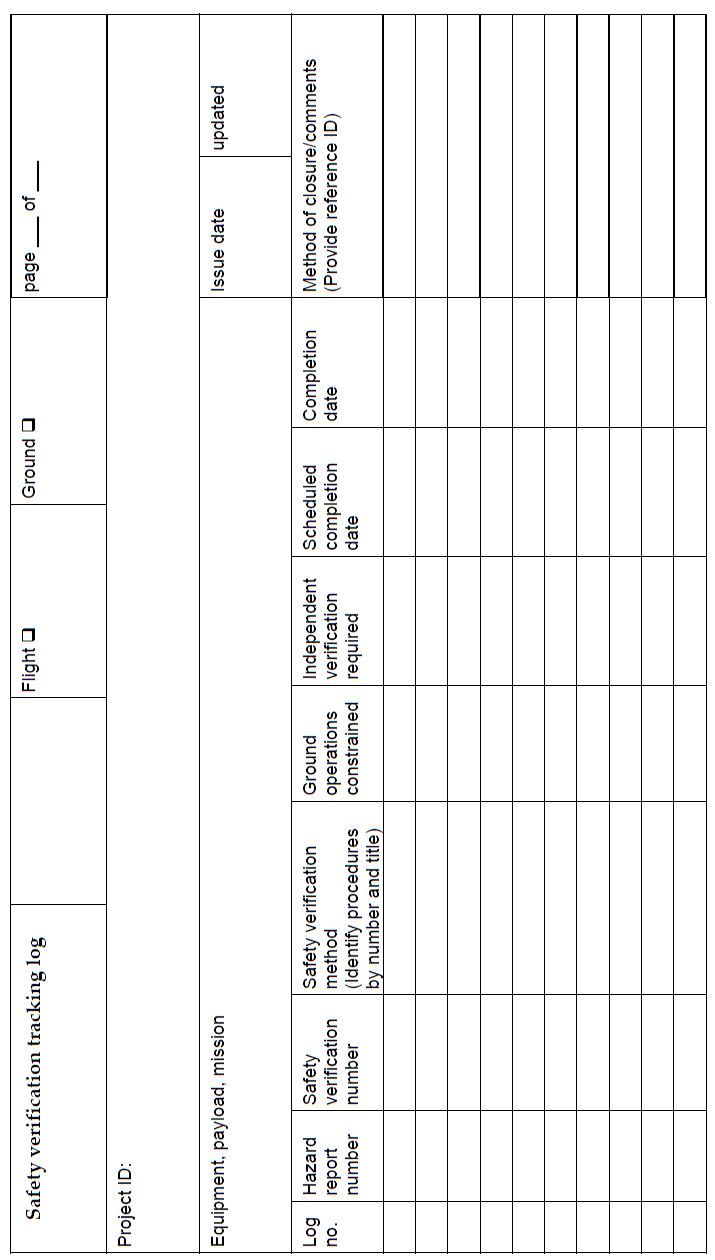 Safety verification tracking log
Flight ❑
Ground ❑
page ___ of ___
Project ID:
Equipment, payload, mission
Issue date
updated
Log
no.
Hazard
report
number
Safety
verification
number
Safety verification
method
(Identify procedures
by number and title)
Ground
operations
constrained
Independent
verification
required
Scheduled
completion
date
Completion
date
Method of closure/comments
(Provide reference ID)